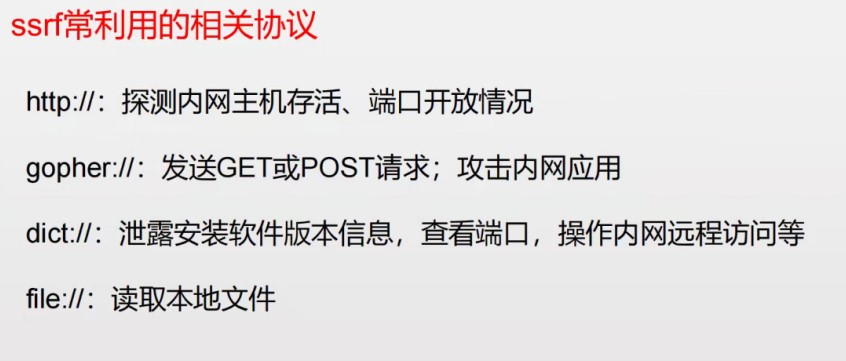 ssrf常利用的相关协议
http://：探测内网主机存活、端口开放情况
gopher://：发送GET或POST请求；攻击内网应用
dict://：泄露安装软件版本信息，查看端口，操作内网远程访问等
file://：读取本地文件